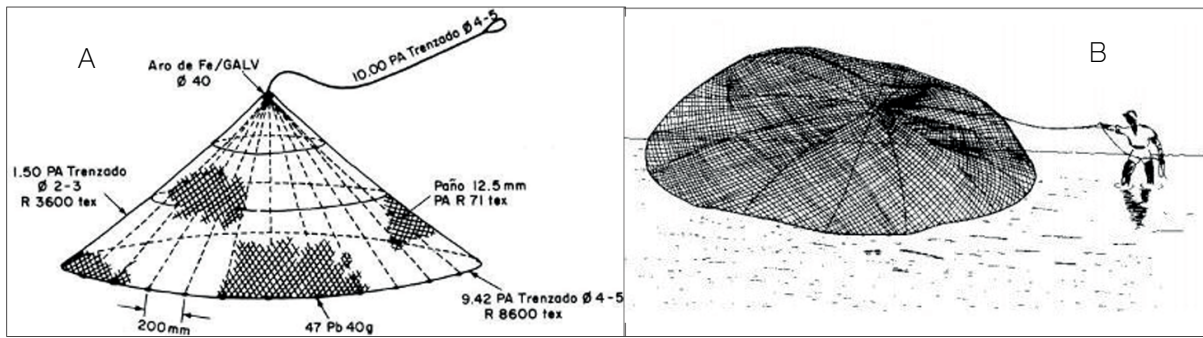 A
Aro de Fe/GALV
Ø 40
10.00 PA Trenzado Ø 4-5
1.50 PA Trenzado
Ø 2-3
R 3600 tex
Paño 12.5 mm
PA R 71 tex
9.42 PA Trenzado Ø 4-5
R 8600 tex
200mm
47 Pb 40g
B